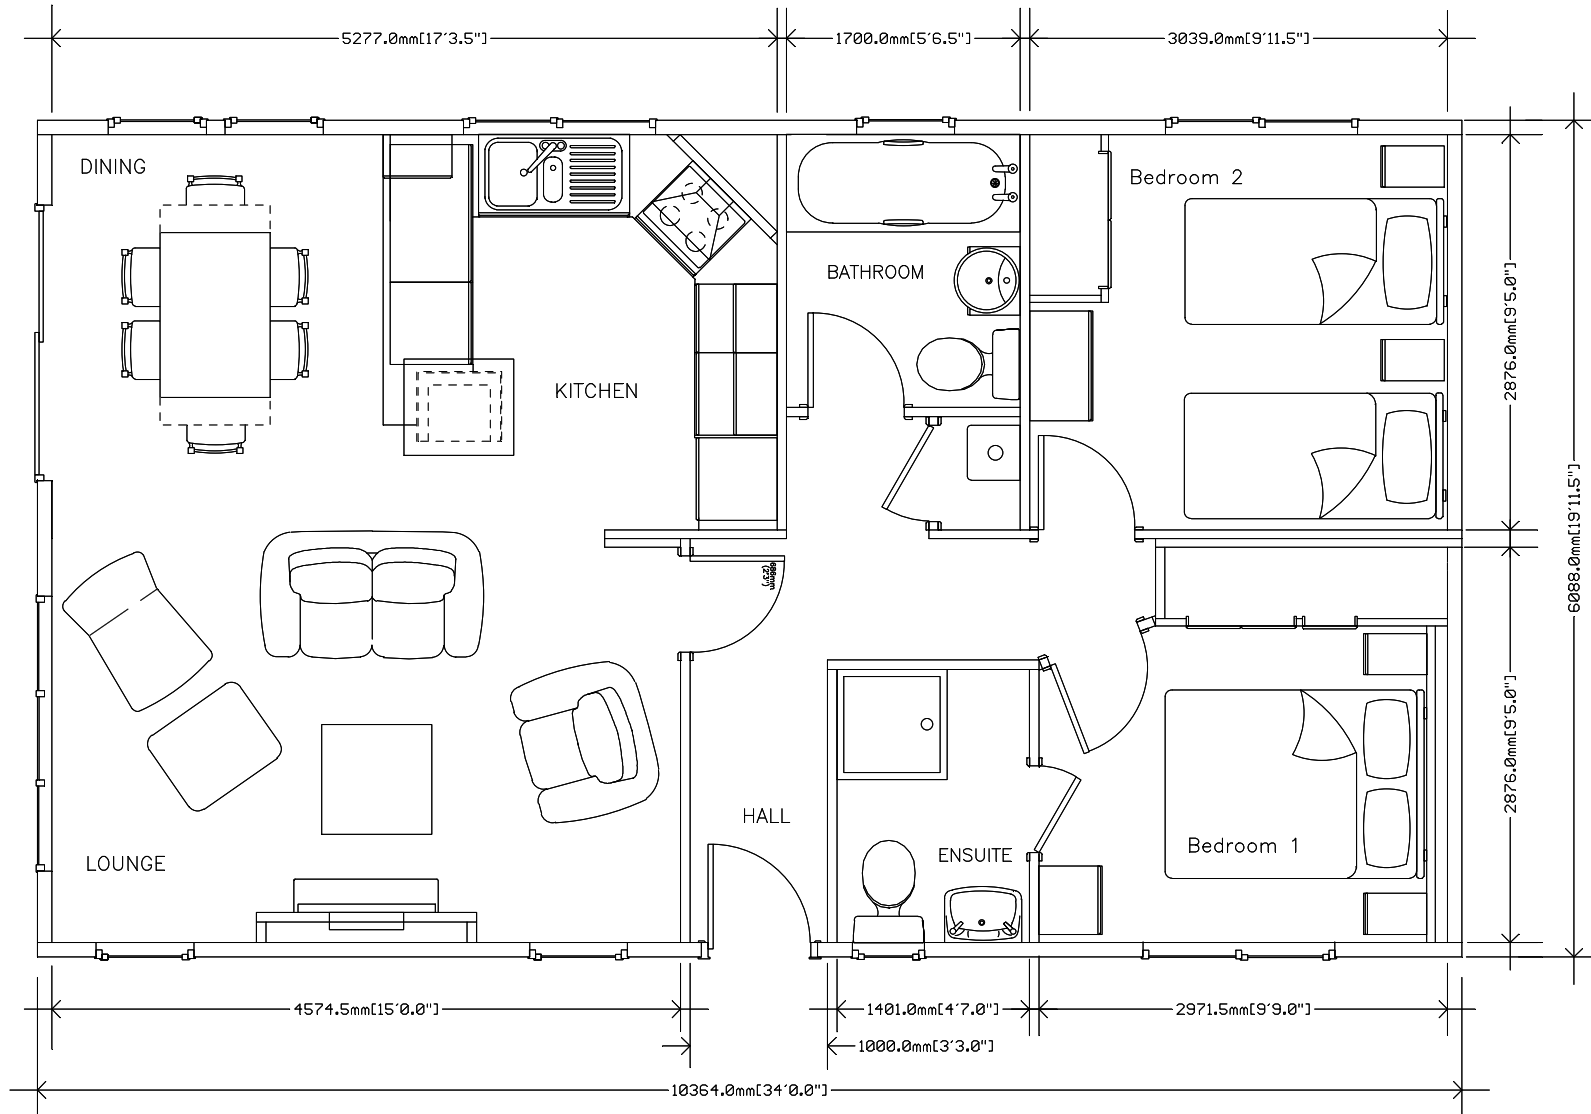 5277.0mm[17'3.5"]
1700.0mm[5'6.5"]
3039.0mm[9'11.5"]
DINING
Bedroom 2
BATHROOM
KITCHEN
2876.0mm[9'5.0"]
6088.0mm[19'11.5"]
686mm
(2'3")
2876.0mm[9'5.0"]
HALL
LOUNGE
ENSUITE
Bedroom 1
4574.5mm[15'0.0"]
1401.0mm[4'7.0"]
2971.5mm[9'9.0"]
1000.0mm[3'3.0"]
10364.0mm[34'0.0"]